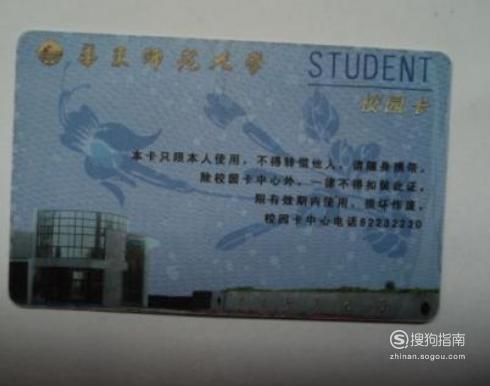 华东师范大学
STUDENT
校园卡
本卡只限本人使用，不得转借他人，请随身携带。
除校园卡中心外，一律不得扣留此证。
限有效期内使用，损坏作废。
校园卡中心电话62232220
搜狗指南
zhinan.sogou.com